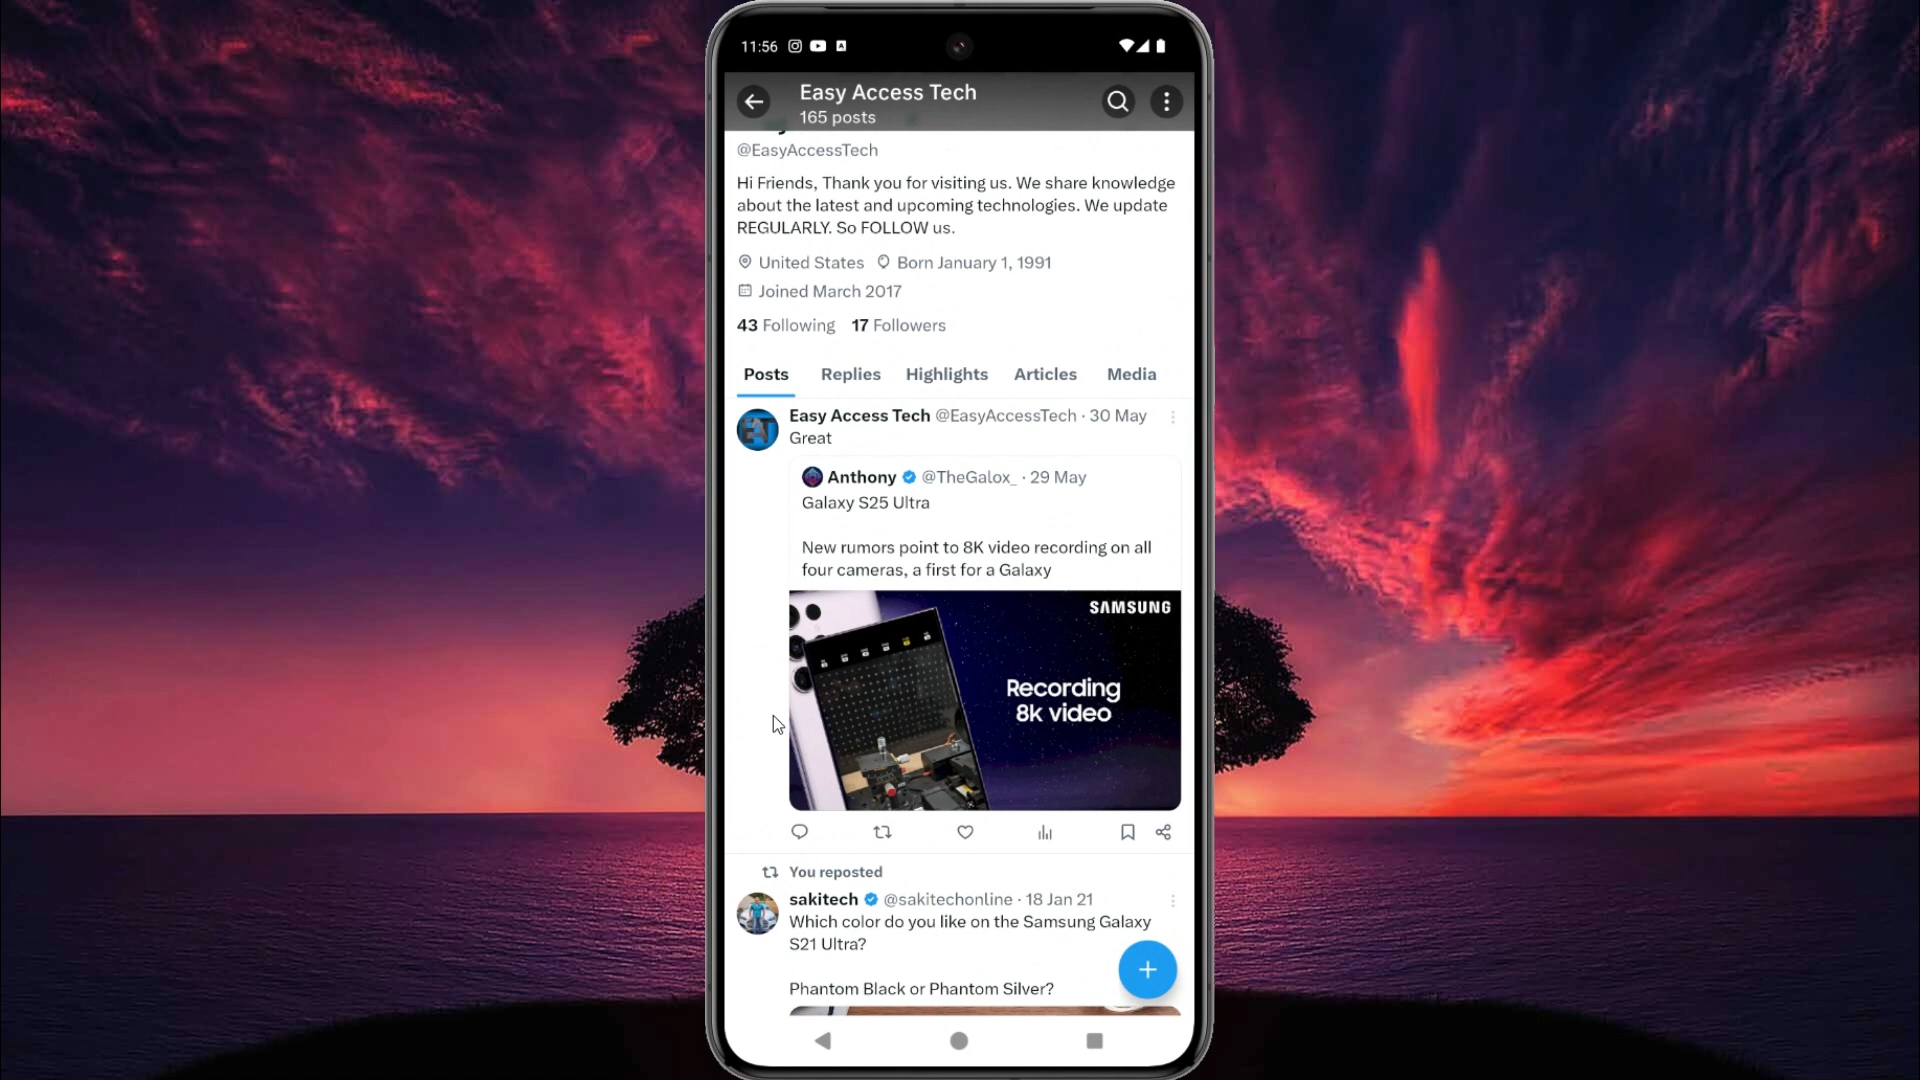 11:56
Easy Access Tech
165 posts
@EasyAccessTech
Hi Friends, Thank you for visiting us. We share knowledge
about the latest and upcoming technologies. We update
REGULARLY. So FOLLOW us.
United States Born January 1, 1991
Joined March 2017
43 Following 17 Followers
Posts Replies Highlights Articles Media
Easy Access Tech @EasyAccessTech · 30 May
Great
Anthony @TheGalox_ · 29 May
Galaxy S25 Ultra
New rumors point to 8K video recording on all
four cameras, a first for a Galaxy
SAMSUNG
Recording
8k video
You reposted
sakitech @sakitechonline · 18 Jan 21
Which color do you like on the Samsung Galaxy
S21 Ultra?
Phantom Black or Phantom Silver?